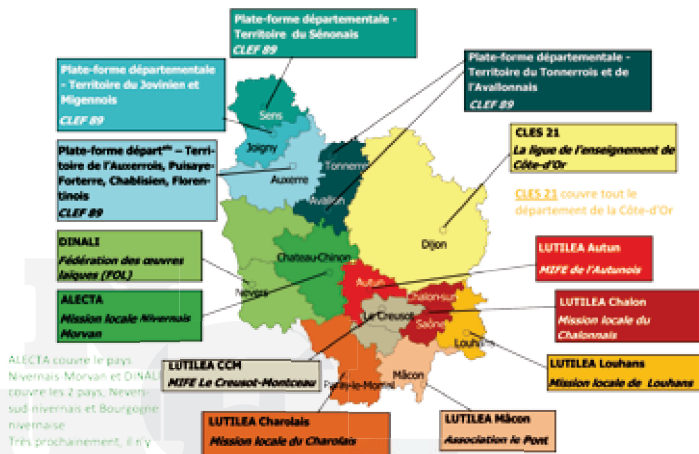 Plate-forme départementale -
Territoire du Sénonais
CLEF 89
Plate-forme départementale
- Territoire du Jovinien et
Migennois
CLEF 89
Plate-forme départementale -
Territoire du Tonnerrois et de
l'Avallonnais
CLEF 89
Plate-forme départale – Terri-
toire de l'Auxerrois, Puisaye-
Forterre, Chablisien, Floren-
tinois
CLEF 89
CLES 21
La ligue de l'enseignement de
Côte-d'Or
CLES 21 couvre tout le
département de la Côte-d'Or
DINALI
Fédération des œuvres
laïques (FOL)
ALECTA
Mission locale Nivernais
Morvan
LUTILEA Autun
MIFE de l'Autunois
LUTILEA Chalon
Mission locale du
Chalonnais
LUTILEA Louhans
Mission locale de Louhans
LUTILEA CCM
MIFE Le Creusot-Montceau
LUTILEA Charolais
Mission locale du Charolais
LUTILEA Mâcon
Association le Pont
ALECTA couvre le pays
Nivernais Morvan et DINALI
couvre les 2 pays, Nevers-
sud-nivernais et Bourgogne
nivernaise
Très prochainement, il n'y
Sens
Joigny
Auxerre
Tonnerre
Avallon
Dijon
Chateau-Chinon
Nevers
Autun
Le Creusot
Chalon-sur
Saône
Louhans
Mâcon
Paray-le-Monial